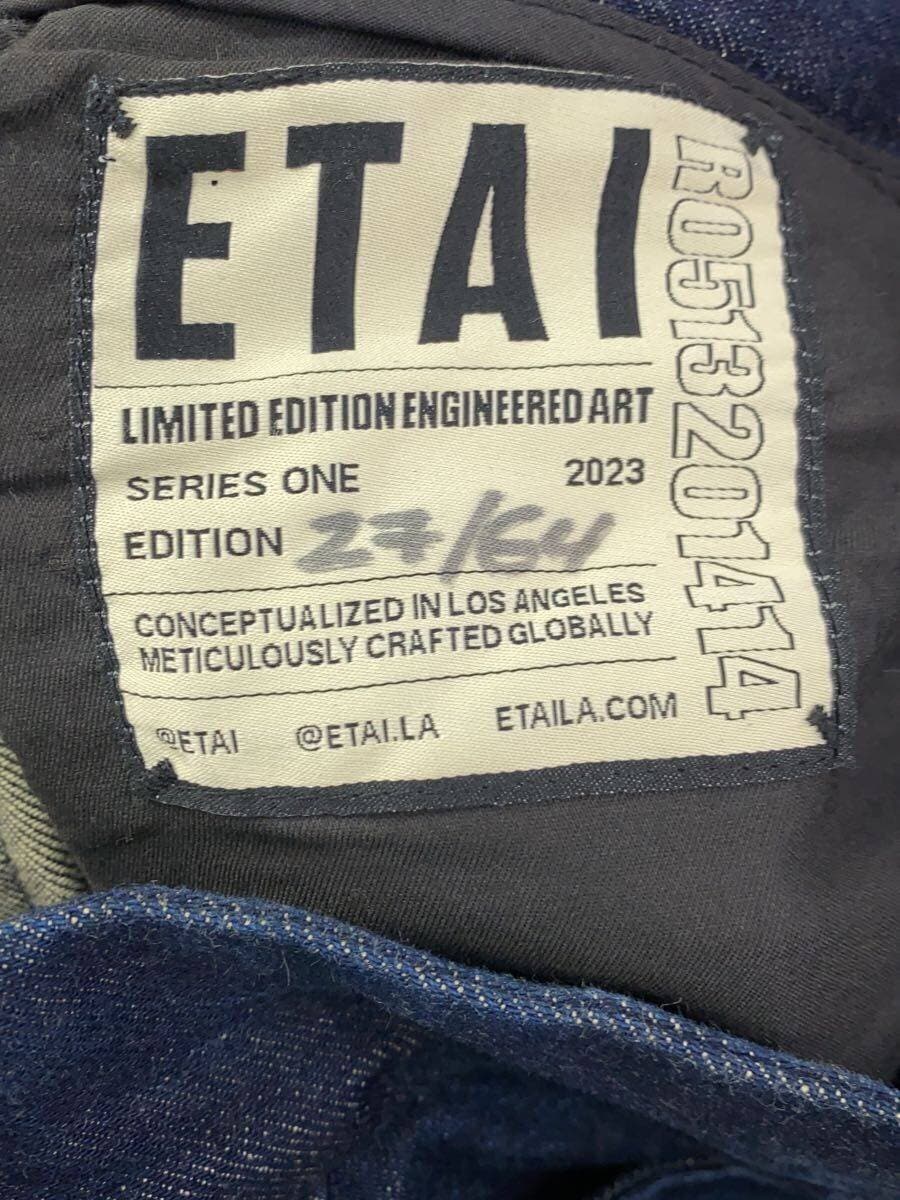 ETAI
LIMITED EDITION ENGINEERED ART
SERIES ONE 2023
EDITION 27/64
CONCEPTUALIZED IN LOS ANGELES
METICULOUSLY CRAFTED GLOBALLY
@ETAI @ETAI.LA ETAILA.COM
R0513201414